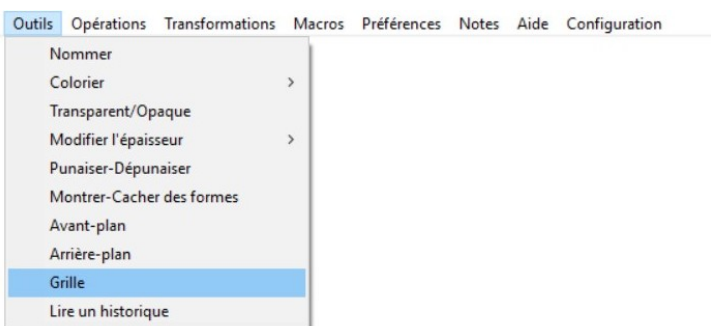 Outils Opérations Transformations Macros Préférences Notes Aide Configuration
Nommer
Colorier >
Transparent/Opaque
Modifier l'épaisseur >
Punaiser-Dépunaiser
Montrer-Cacher des formes
Avant-plan
Arrière-plan
Grille
Lire un historique